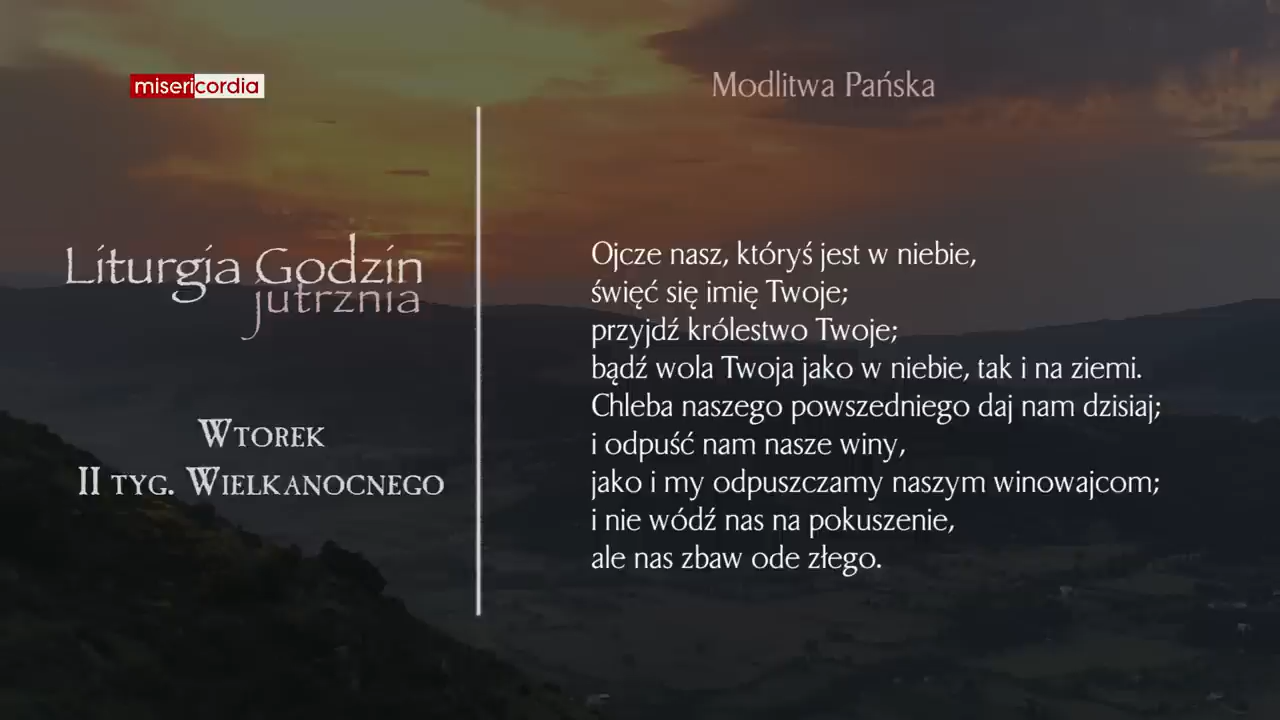 misericordia
Modlitwa Pańska
Liturgia Godzin
jutrznia
Wtorek
II tyg. Wielkanocnego
Ojcze nasz, któryś jest w niebie,
święć się imię Twoje;
przyjdź królestwo Twoje;
bądź wola Twoja jako w niebie, tak i na ziemi.
Chleba naszego powszedniego daj nam dzisiaj;
i odpuść nam nasze winy,
jako i my odpuszczamy naszym winowajcom;
i nie wódź nas na pokuszenie,
ale nas zbaw ode złego.